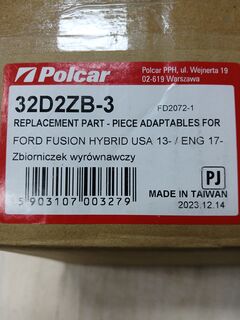 Polcar
Polcar PPH, ul. Wejnerta 19
02-619 Warszawa
32D2ZB-3
FD2072-1
REPLACEMENT PART - PIECE ADAPTABLES FOR
FORD FUSION HYBRID USA 13- / ENG 17-
Zbiorniczek wyrównawczy
PJ
MADE IN TAIWAN
2023.12.14
5 903107 003279